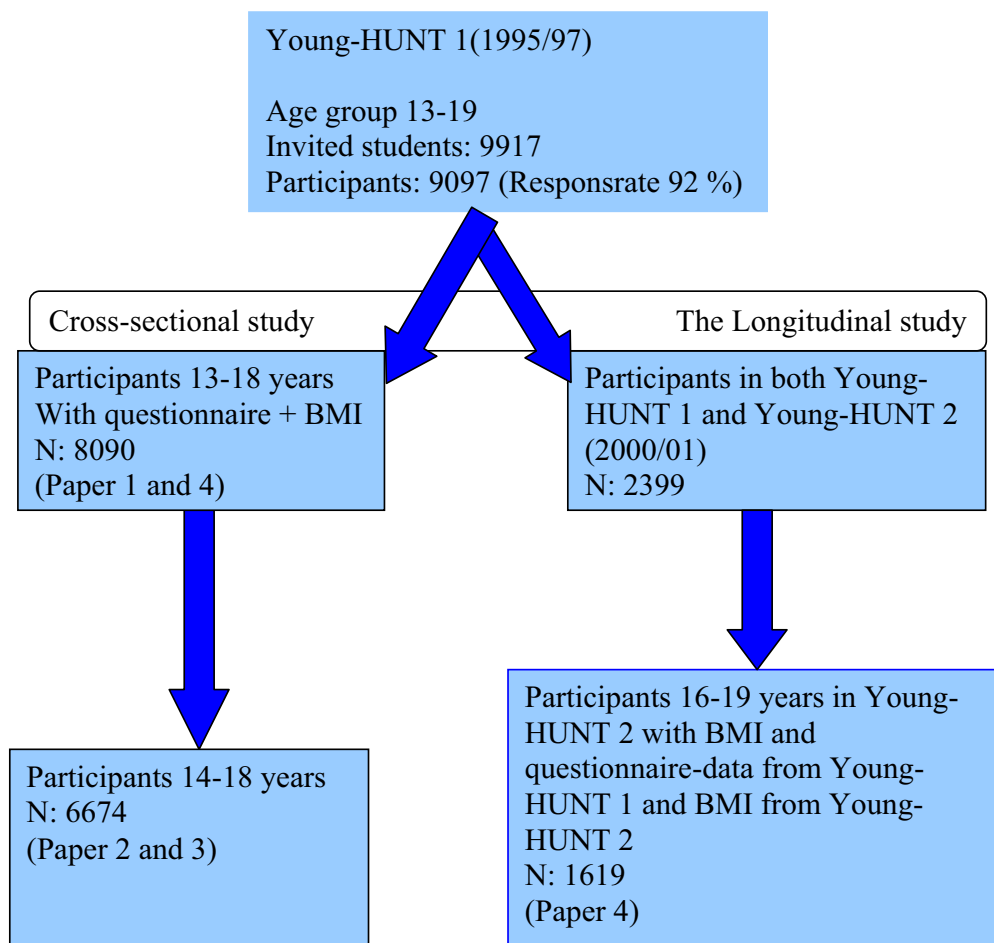 Young-HUNT 1(1995/97)
Age group 13-19
Invited students: 9917
Participants: 9097 (Responsrate 92 %)
Cross-sectional study
The Longitudinal study
Participants 13-18 years
With questionnaire + BMI
N: 8090
(Paper 1 and 4)
Participants in both Young-
HUNT 1 and Young-HUNT 2
(2000/01)
N: 2399
Participants 14-18 years
N: 6674
(Paper 2 and 3)
Participants 16-19 years in Young-
HUNT 2 with BMI and
questionnaire-data from Young-
HUNT 1 and BMI from Young-
HUNT 2
N: 1619
(Paper 4)